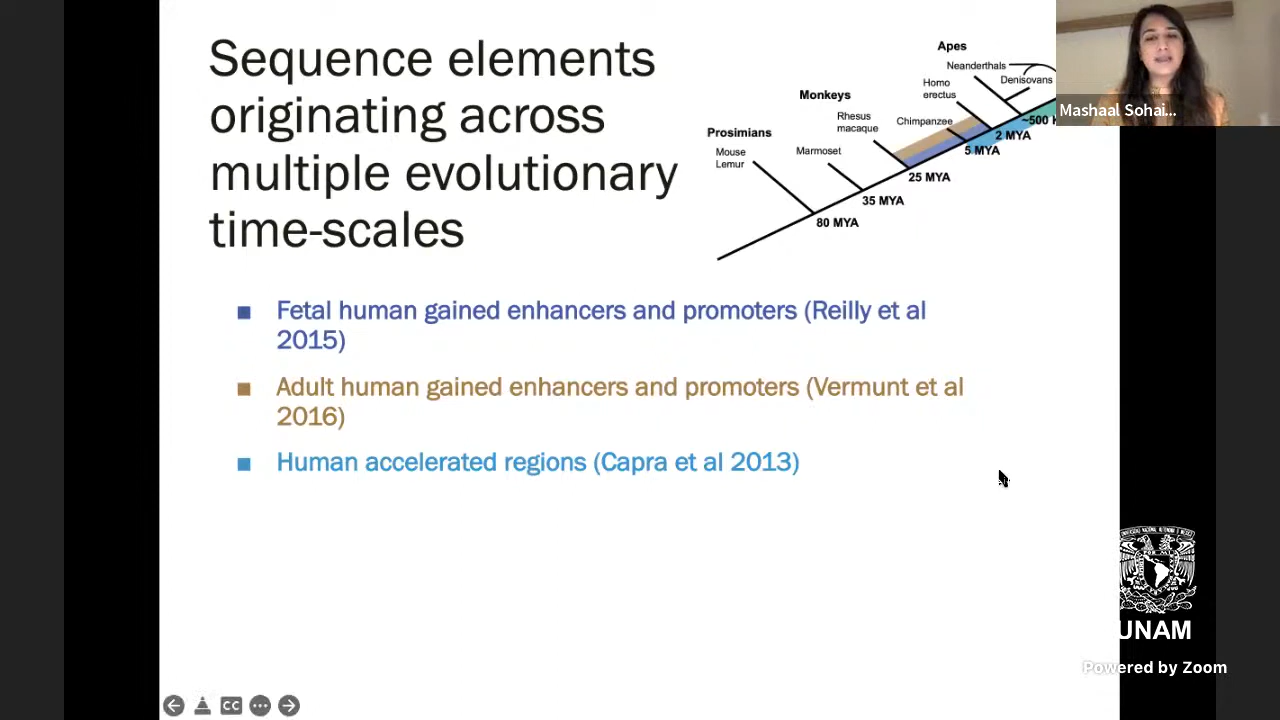 Sequence elements
originating across
multiple evolutionary
time-scales
Apes
Neanderthals
Denisovans
Homo
erectus
Monkeys
Rhesus
macaque
Chimpanzee
Prosimians
Mouse
Lemur
Marmoset
~500
2 MYA
5 MYA
25 MYA
35 MYA
80 MYA
Mashaal Sohai...
Fetal human gained enhancers and promoters (Reilly et al
2015)
Adult human gained enhancers and promoters (Vermunt et al
2016)
Human accelerated regions (Capra et al 2013)
UNAM
Powered by Zoom
CC